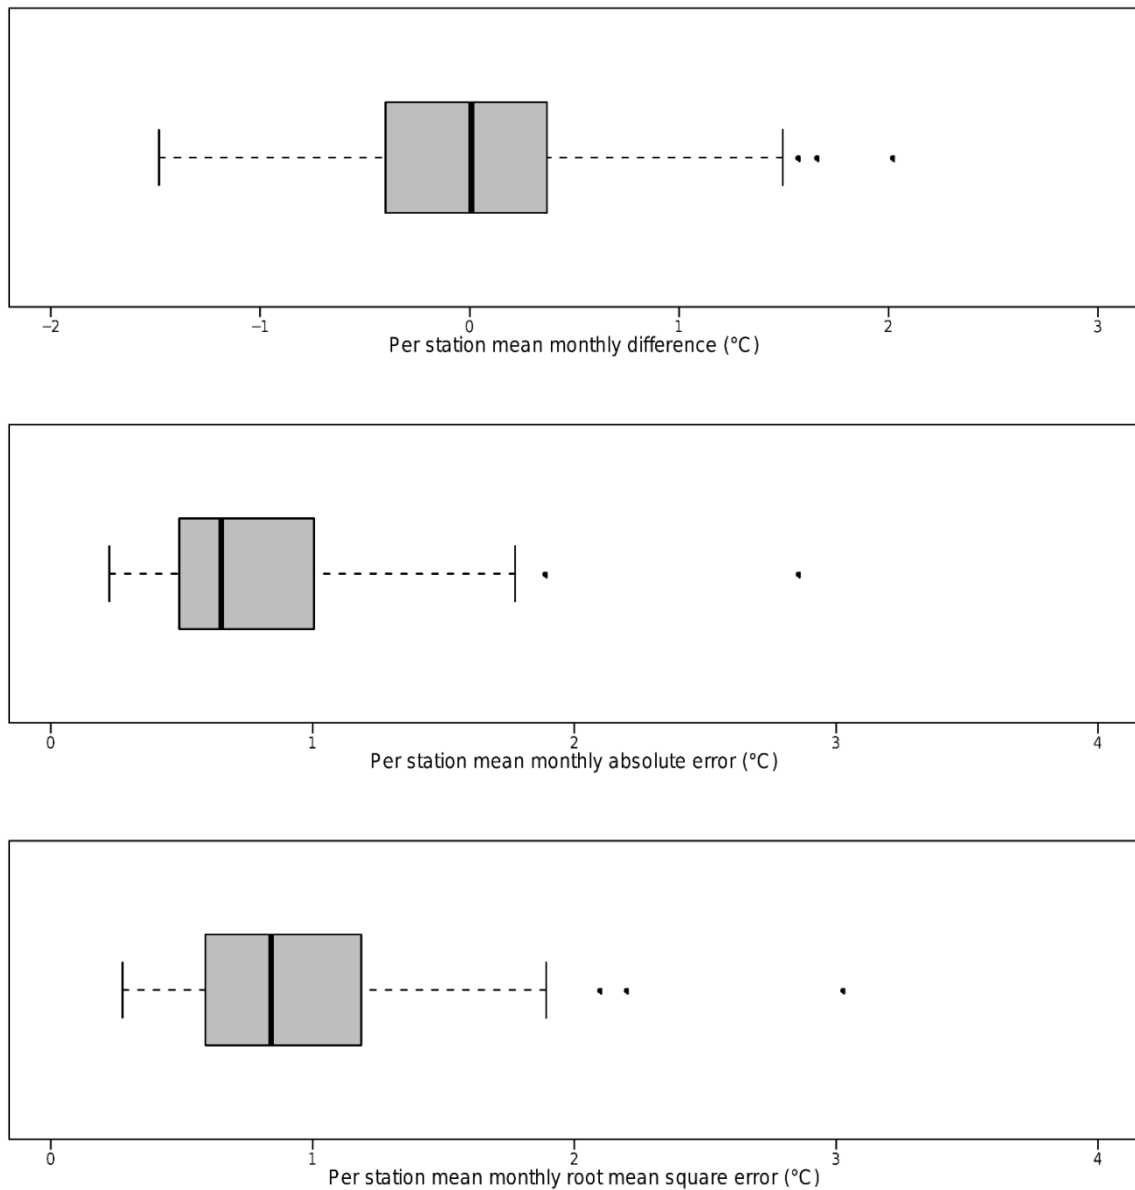 −2 −1 0 1 2 3
Per station mean monthly difference (°C)
0 1 2 3 4
Per station mean monthly absolute error (°C)
0 1 2 3 4
Per station mean monthly root mean square error (°C)